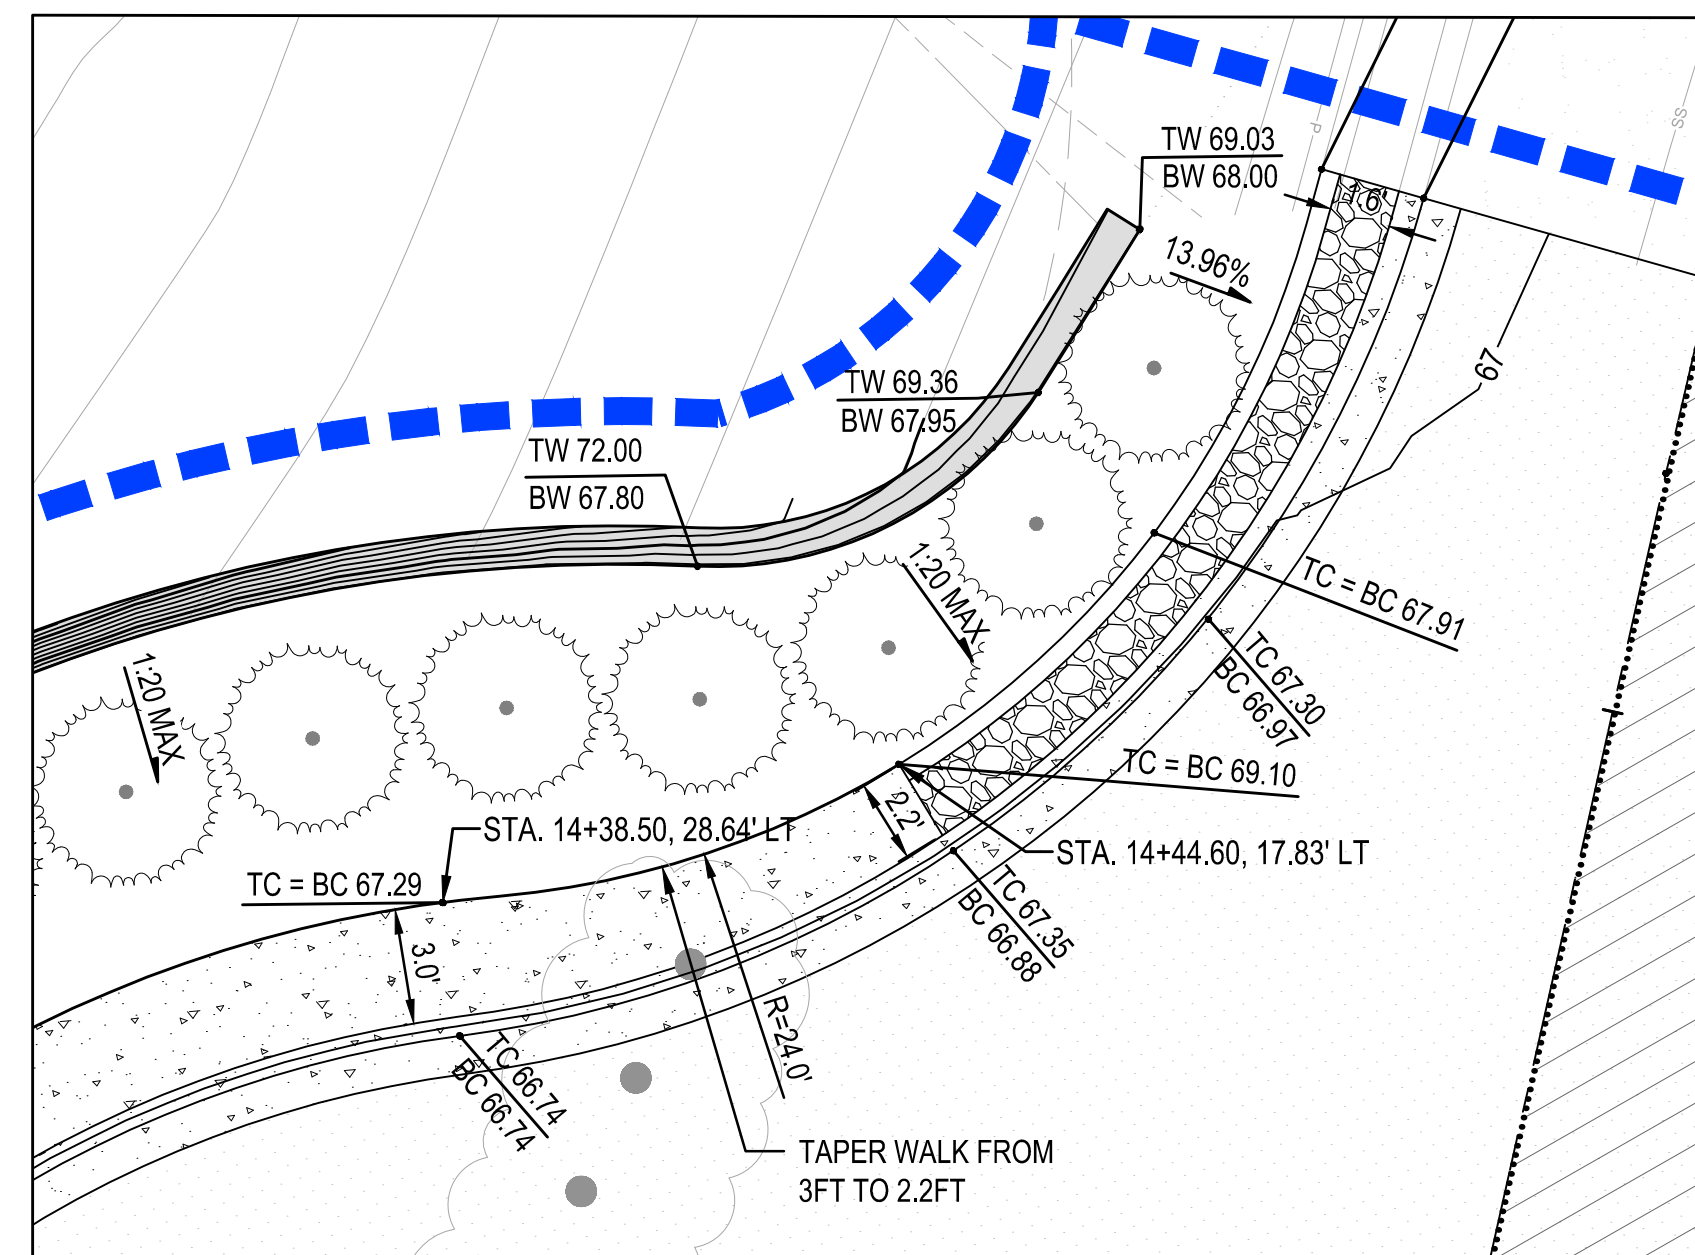 SS
P
TW 69.03
BW 68.00
1.6'
13.96%
67
TW 69.36
BW 67.95
TW 72.00
BW 67.80
1:20 MAX
TC = BC 67.91
1:20 MAX
TC 67.30
BC 66.97
TC = BC 69.10
2.2'
STA. 14+38.50, 28.64' LT
STA. 14+44.60, 17.83' LT
TC = BC 67.29
TC 67.35
BC 66.88
3.0'
R=24.0'
TC 66.74
BC 66.74
TAPER WALK FROM
3FT TO 2.2FT